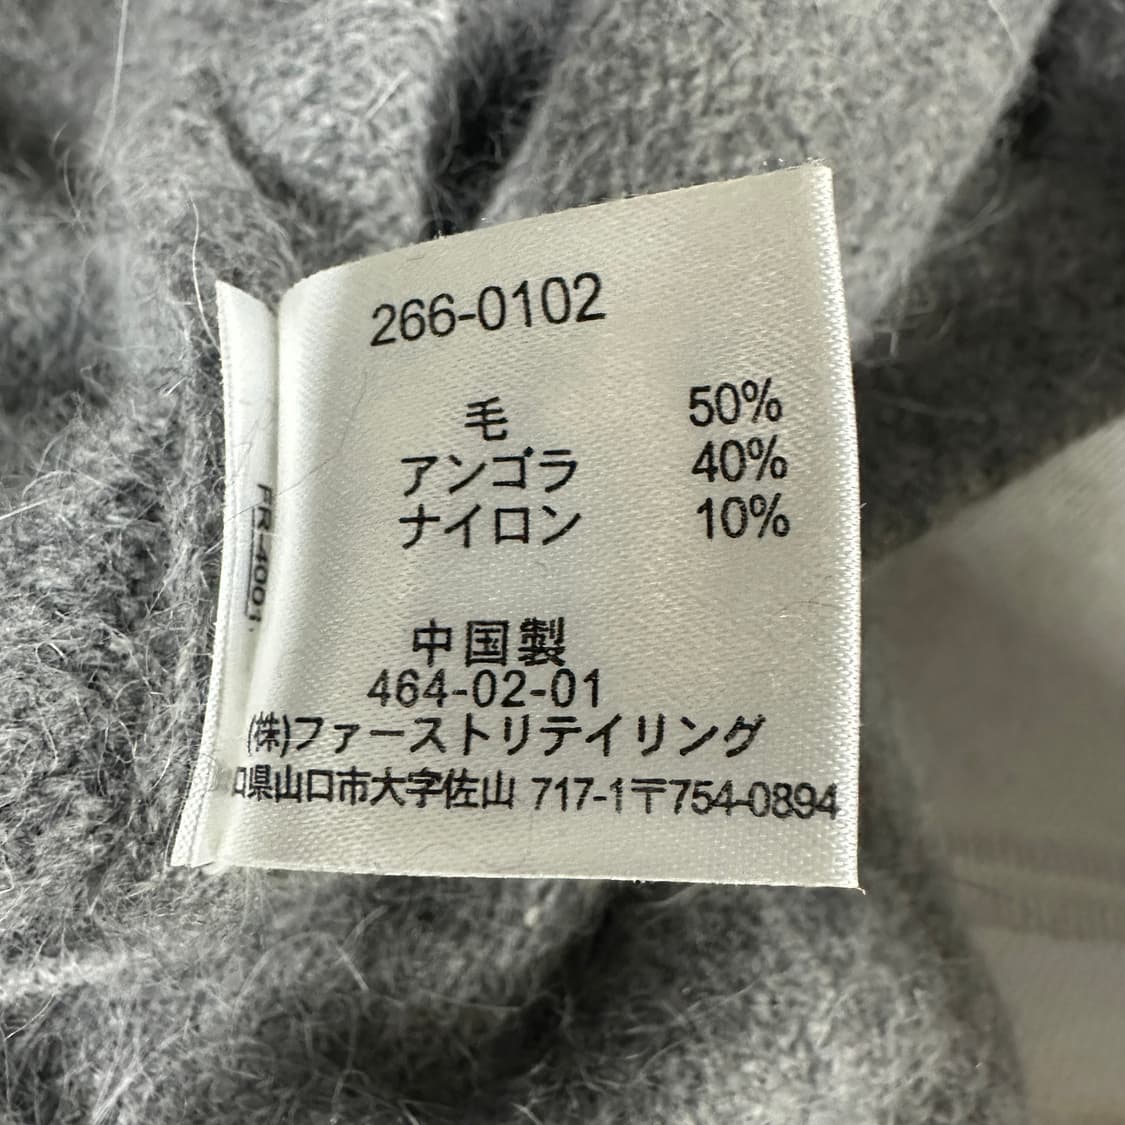 266-0102
毛 50%
アンゴラ 40%
ナイロン 10%
中国製
464-02-01
(株)ファーストリテイリング
口県山口市大字佐山 717-1〒754-0894
FR-4001